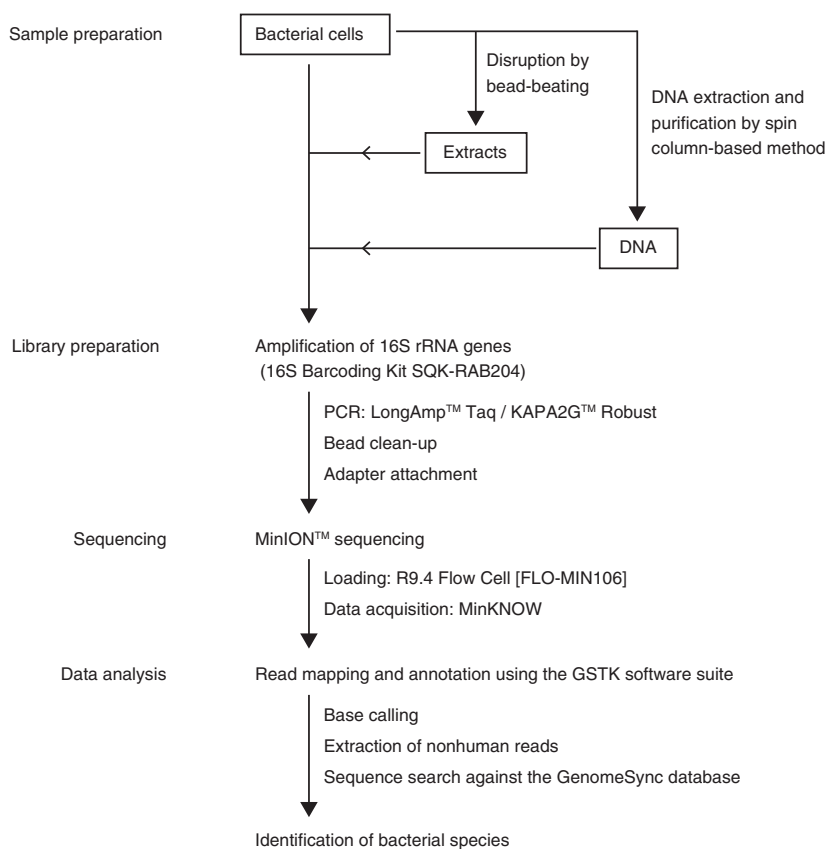 Sample preparation
Bacterial cells
Disruption by
bead-beating
DNA extraction and
purification by spin
column-based method
Extracts
DNA
Library preparation
Amplification of 16S rRNA genes
(16S Barcoding Kit SQK-RAB204)
PCR: LongAmp™ Taq / KAPA2G™ Robust
Bead clean-up
Adapter attachment
Sequencing
MinION™ sequencing
Loading: R9.4 Flow Cell [FLO-MIN106]
Data acquisition: MinKNOW
Data analysis
Read mapping and annotation using the GSTK software suite
Base calling
Extraction of nonhuman reads
Sequence search against the GenomeSync database
Identification of bacterial species